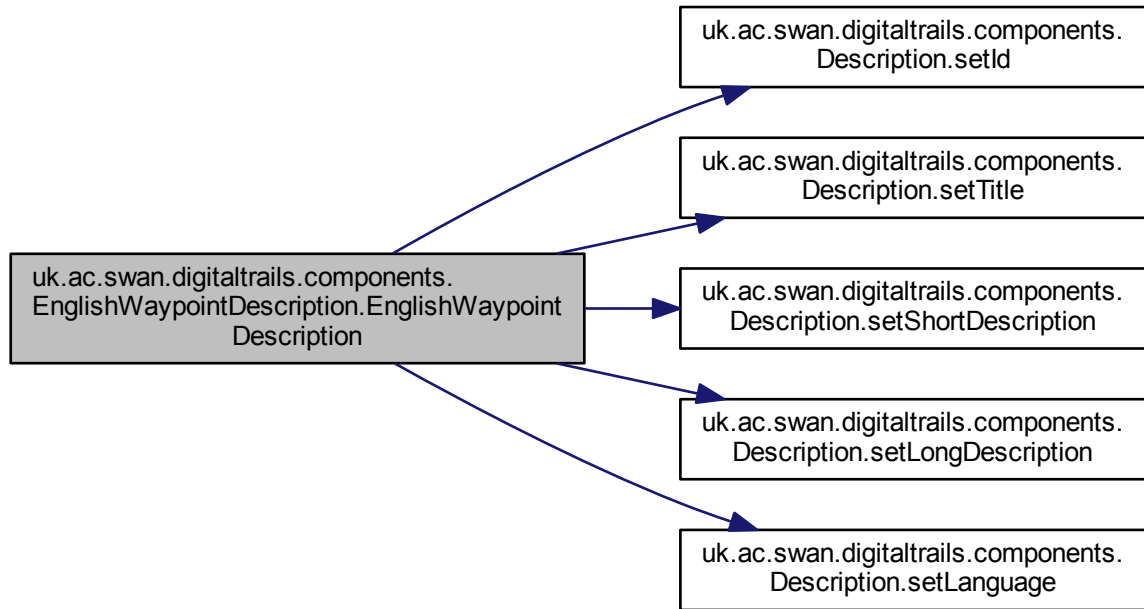 uk.ac.swan.digitaltrails.components.
Description.setId
uk.ac.swan.digitaltrails.components.
Description.setTitle
uk.ac.swan.digitaltrails.components.
EnglishWaypointDescription.EnglishWaypoint
Description
uk.ac.swan.digitaltrails.components.
Description.setShortDescription
uk.ac.swan.digitaltrails.components.
Description.setLongDescription
uk.ac.swan.digitaltrails.components.
Description.setLanguage